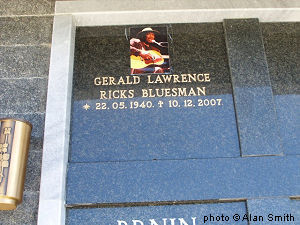 GERALD LAWRENCE
RICKS BLUESMAN
* 22. 05. 1940. ✝ 10. 12. 2007.
photo © Alan Smith